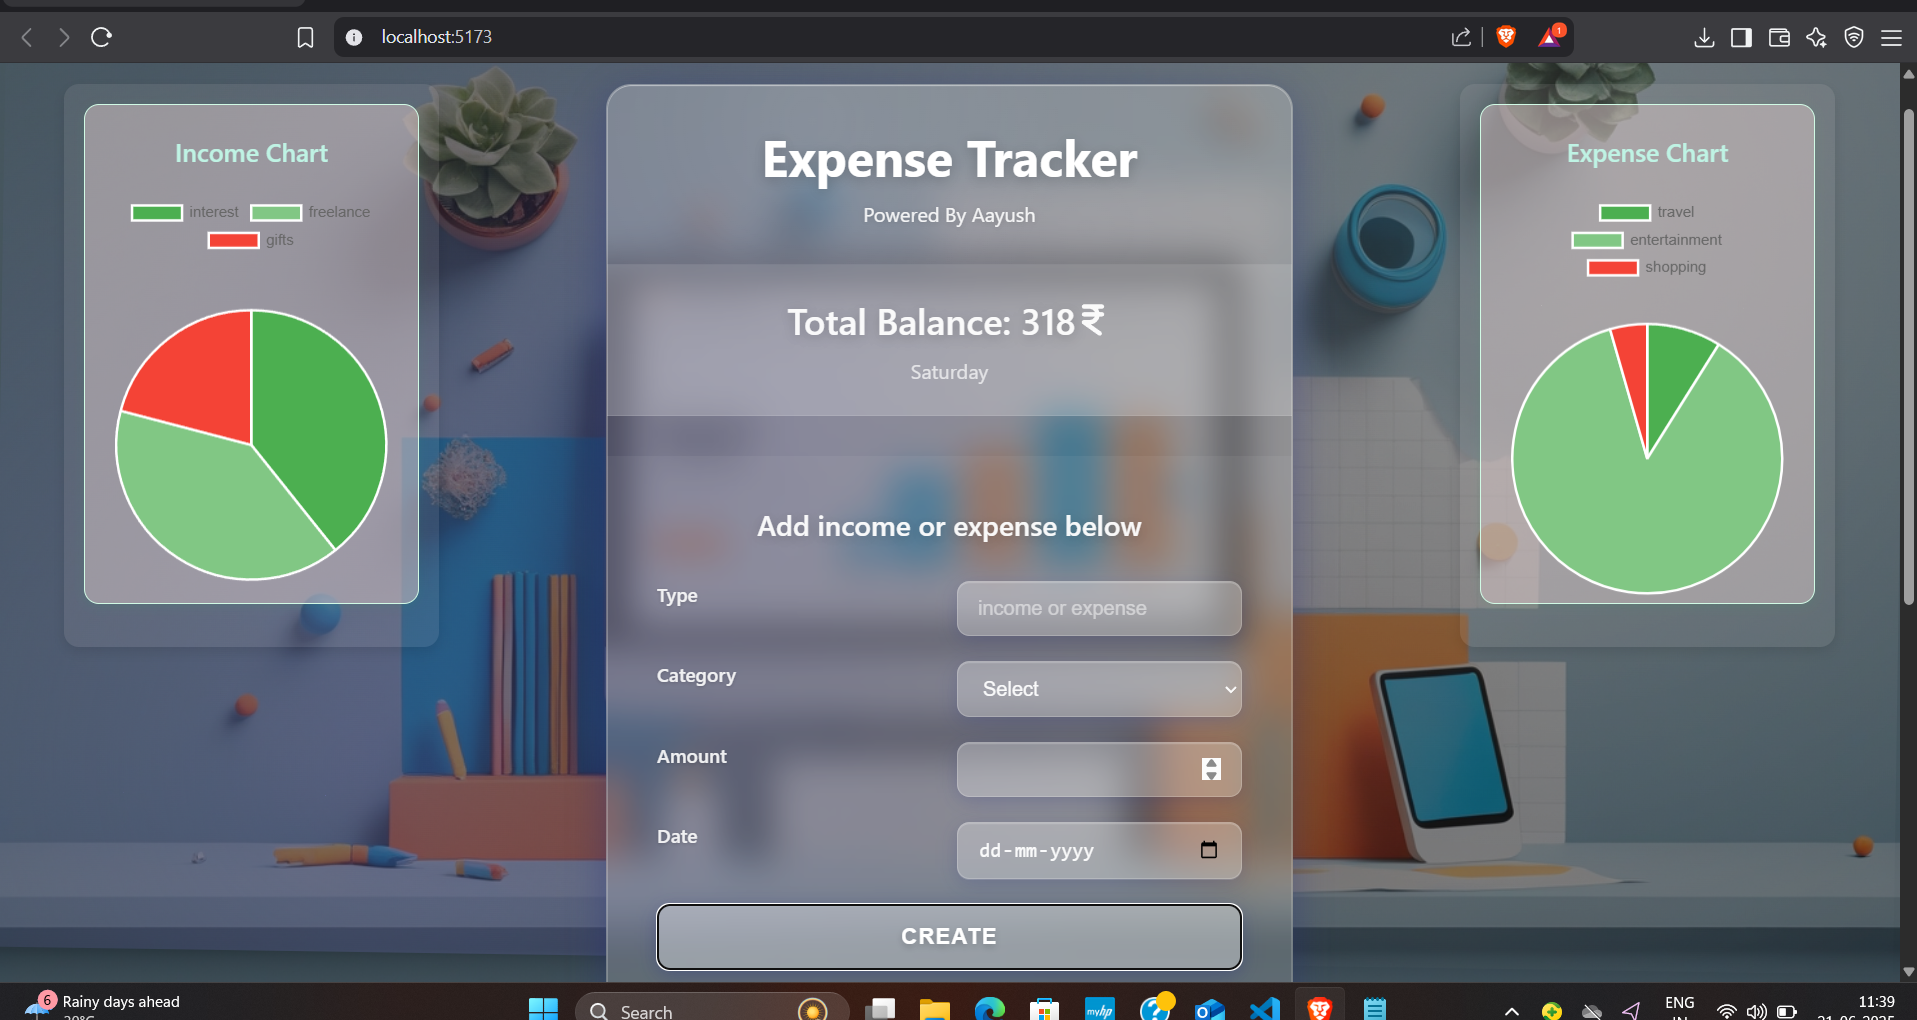 localhost:5173
1
Income Chart
interest freelance
gifts
Expense Tracker
Powered By Aayush
Total Balance: 318₹
Saturday
Add income or expense below
Type
income or expense
Category
Select
Amount
Date
dd-mm-yyyy
CREATE
Expense Chart
travel
entertainment
shopping
6
Rainy days ahead
Search
myhp
ENG
11:39